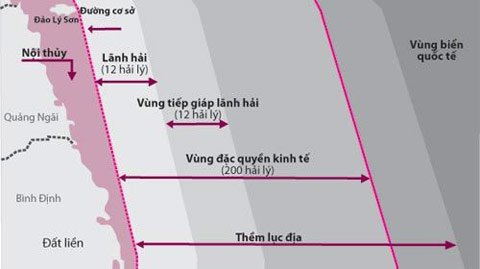 Đảo Lý Sơn
Đường cơ sở
Nội thủy
Lãnh hải
(12 hải lý)
Vùng biển
quốc tế
Vùng tiếp giáp lãnh hải
(12 hải lý)
Quảng Ngãi
Vùng đặc quyền kinh tế
(200 hải lý)
Bình Định
Đất liền
Thềm lục địa